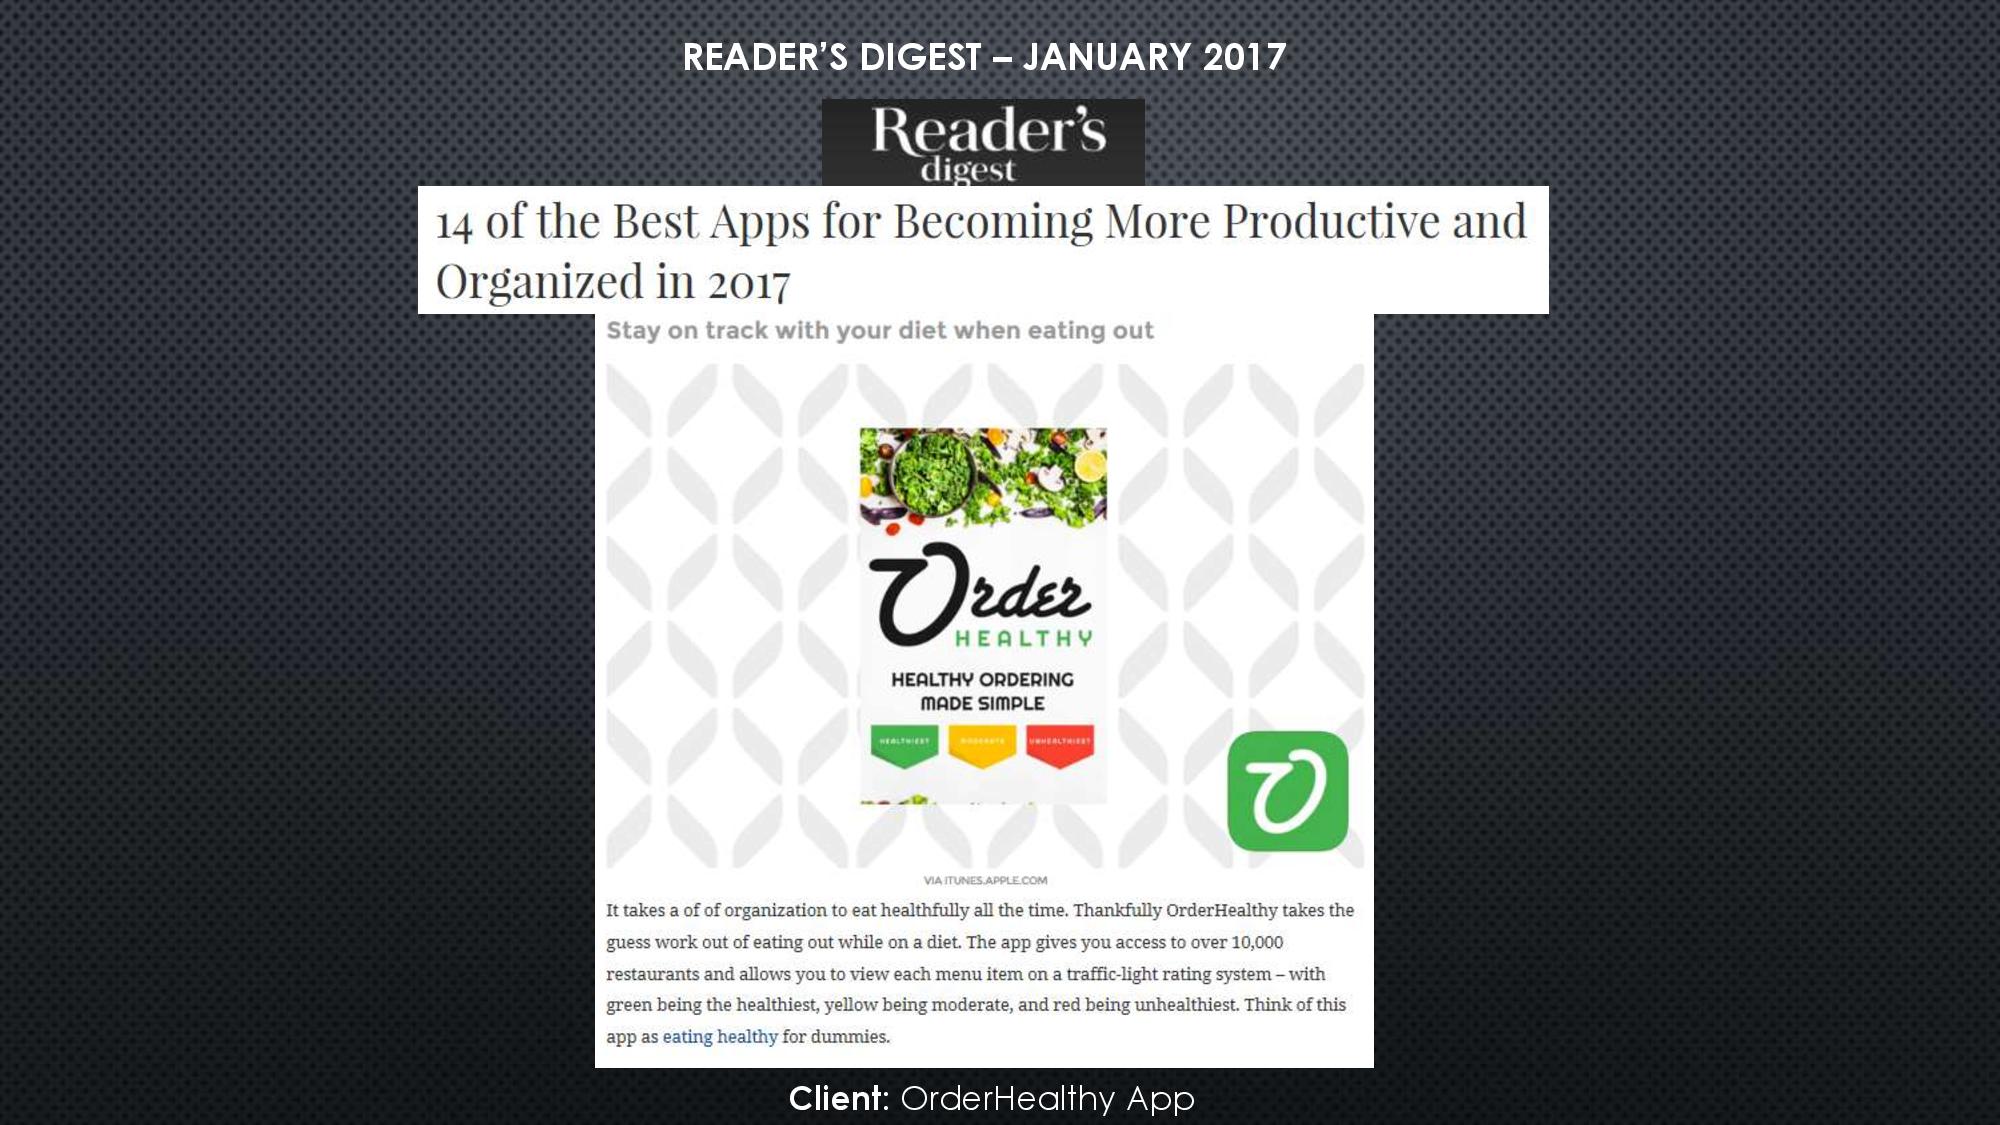 READER’S DIGEST – JANUARY 2017
Reader's
digest
14 of the Best Apps for Becoming More Productive and
Organized in 2017
Stay on track with your diet when eating out
Order
HEALTHY
HEALTHY ORDERING
MADE SIMPLE
HEALTHIEST MODERATE UNHEALTHIEST
VIA ITUNES.APPLE.COM
It takes a of of organization to eat healthfully all the time. Thankfully OrderHealthy takes the
guess work out of eating out while on a diet. The app gives you access to over 10,000
restaurants and allows you to view each menu item on a traffic-light rating system – with
green being the healthiest, yellow being moderate, and red being unhealthiest. Think of this
app as eating healthy for dummies.
Client: OrderHealthy App